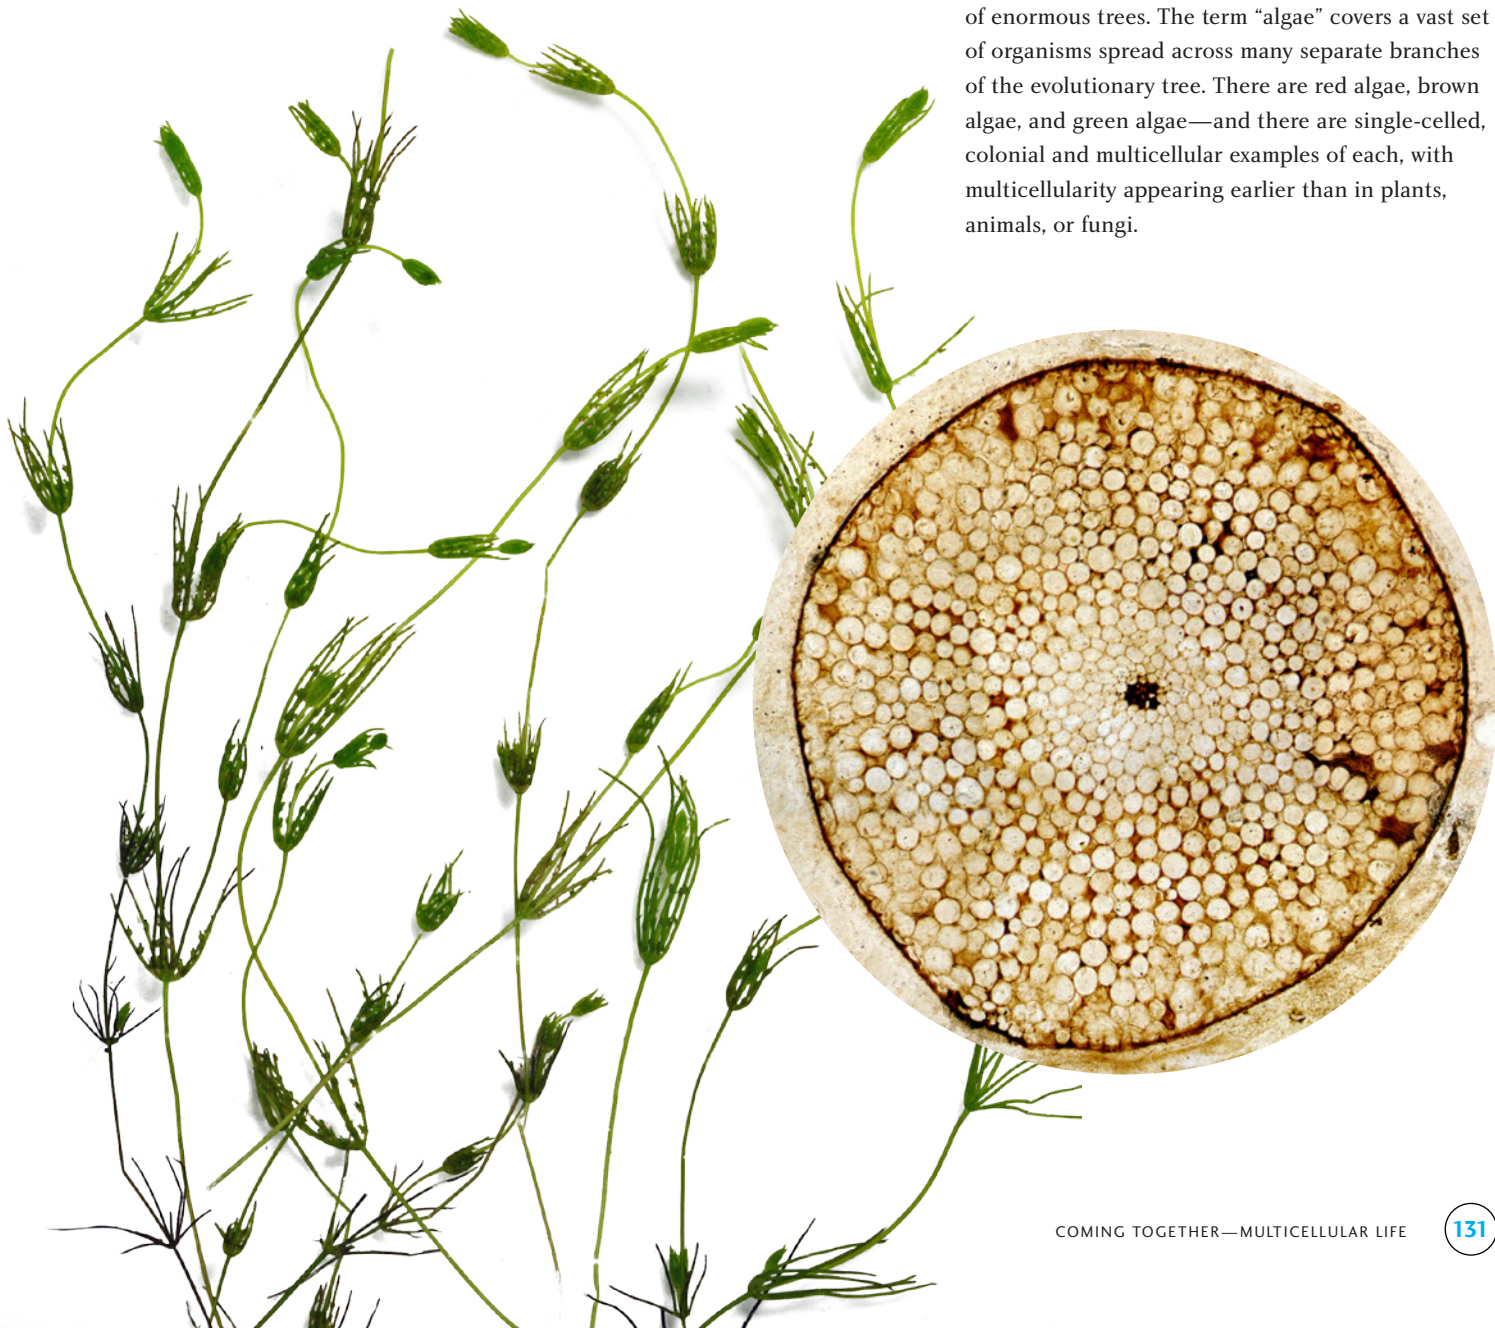 of enormous trees. The term “algae” covers a vast set
of organisms spread across many separate branches
of the evolutionary tree. There are red algae, brown
algae, and green algae—and there are single-celled,
colonial and multicellular examples of each, with
multicellularity appearing earlier than in plants,
animals, or fungi.
COMING TOGETHER—MULTICELLULAR LIFE
131